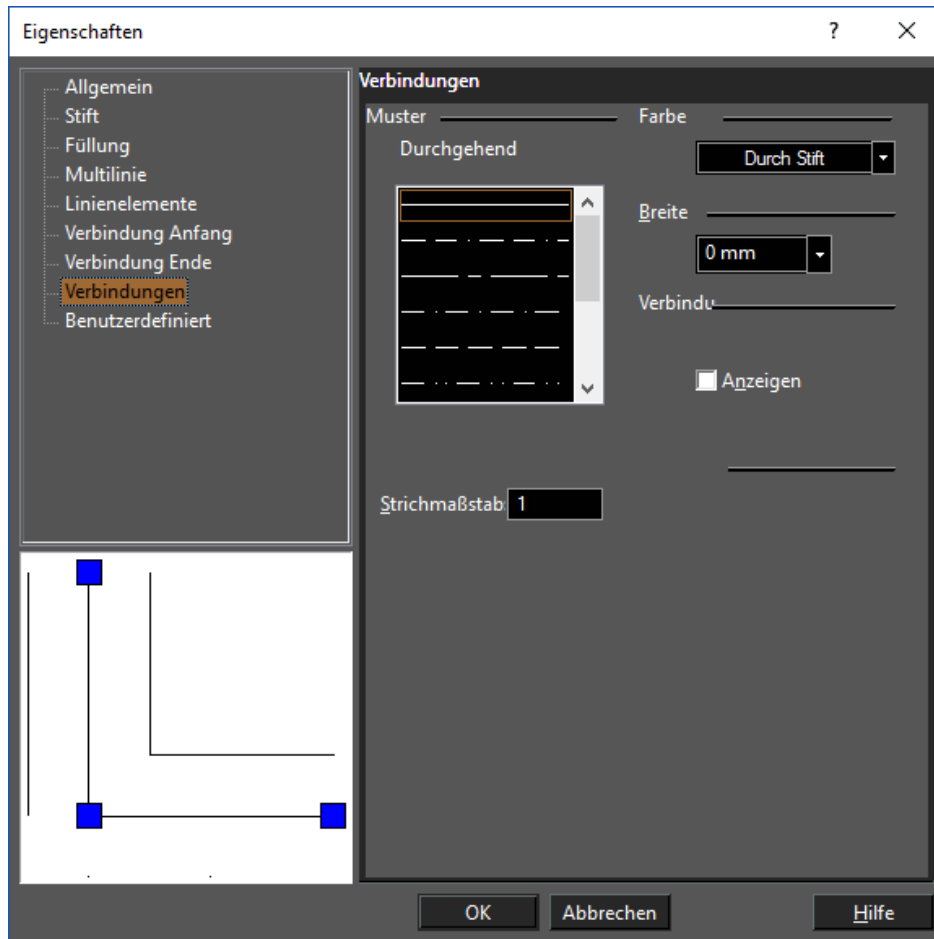 Eigenschaften
?
Allgemein
Stift
Füllung
Multilinie
Linienelemente
Verbindung Anfang
Verbindung Ende
Verbindungen
Benutzerdefiniert
Verbindungen
Muster
Durchgehend
Strichmaßstab:
1
Farbe
Durch Stift
Breite
0 mm
Verbindu
Anzeigen
OK
Abbrechen
Hilfe